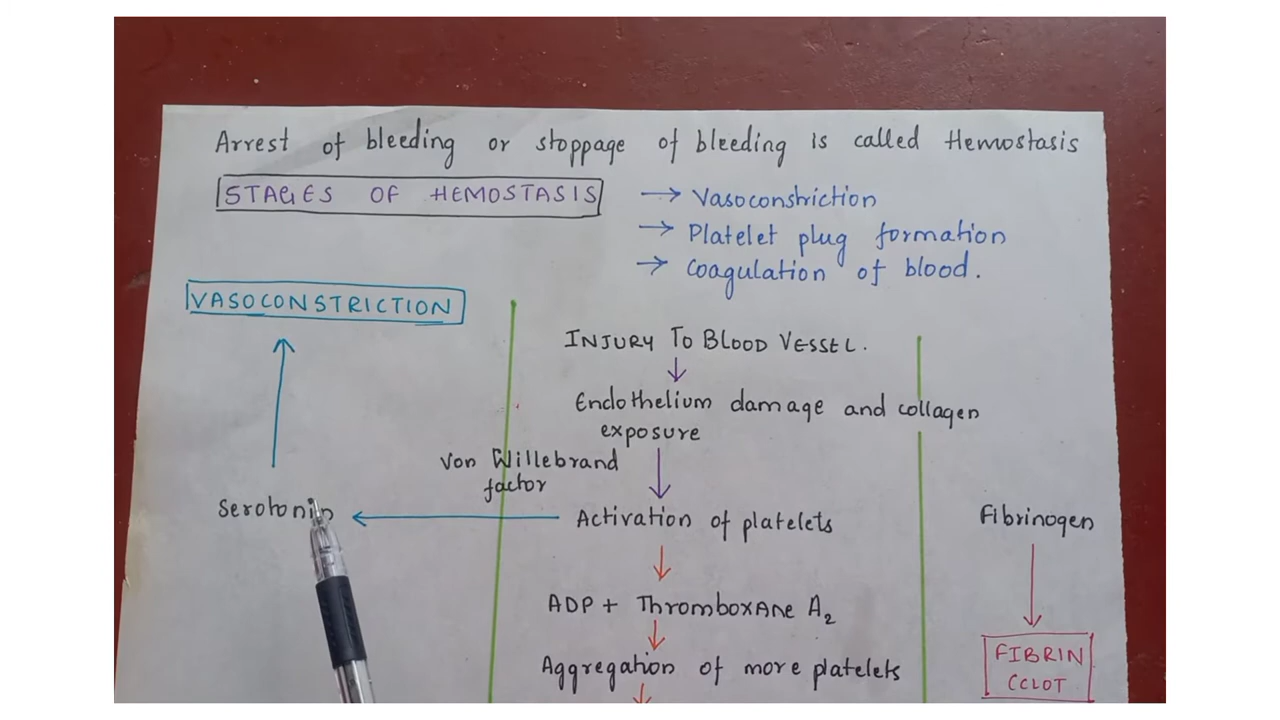 Arrest of bleeding or stoppage of bleeding is called Hemostasis
STAGES OF HEMOSTASIS
→ Vasoconstriction
→ Platelet plug formation
→ Coagulation of blood.
VASOCONSTRICTION
Serotonin
INJURY TO BLOOD VESSEL.
Endothelium damage and collagen
exposure
Von Willebrand
factor
Activation of platelets
ADP + Thromboxane A2
Aggregation of more platelets
Fibrinogen
FIBRIN
CCLOT